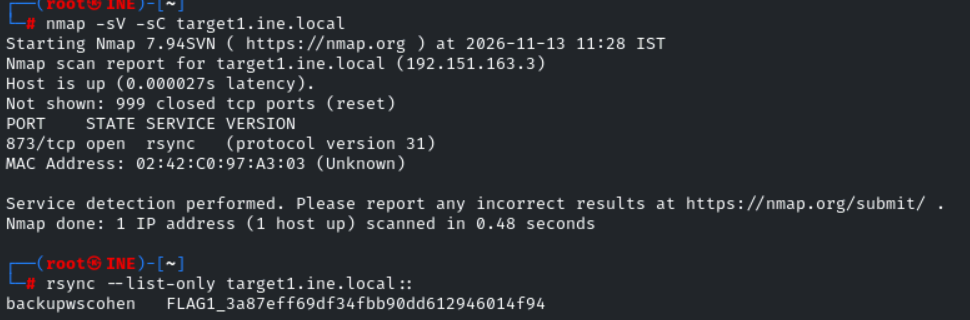 ┌──(root㉿INE)-[~]
└─# nmap -sV -sC target1.ine.local
Starting Nmap 7.94SVN ( https://nmap.org ) at 2026-11-13 11:28 IST
Nmap scan report for target1.ine.local (192.151.163.3)
Host is up (0.000027s latency).
Not shown: 999 closed tcp ports (reset)
PORT    STATE SERVICE VERSION
873/tcp open  rsync   (protocol version 31)
MAC Address: 02:42:C0:97:A3:03 (Unknown)
Service detection performed. Please report any incorrect results at https://nmap.org/submit/ .
Nmap done: 1 IP address (1 host up) scanned in 0.48 seconds
┌──(root㉿INE)-[~]
└─# rsync --list-only target1.ine.local::
backupwscohen   FLAG1_3a87eff69df34fbb90dd612946014f94